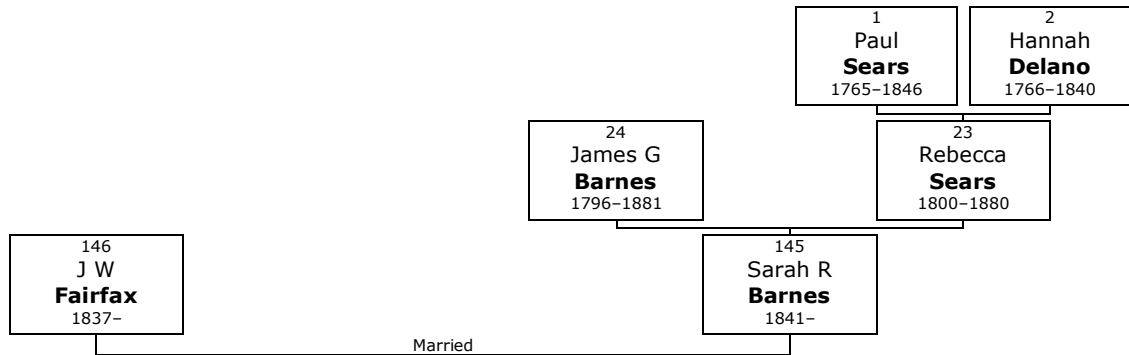 1
Paul
Sears
1765–1846
2
Hannah
Delano
1766–1840
24
James G
Barnes
1796–1881
23
Rebecca
Sears
1800–1880
146
J W
Fairfax
1837–
145
Sarah R
Barnes
1841–
Married